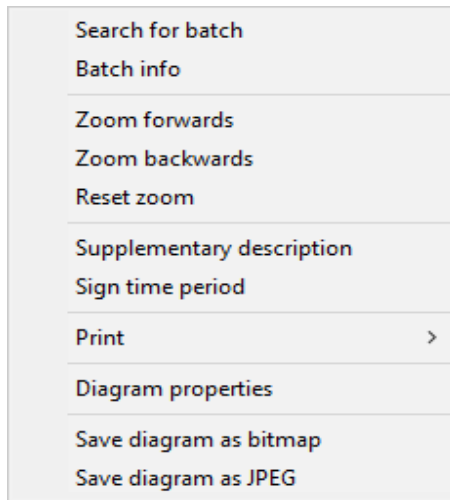 Search for batch
Batch info
Zoom forwards
Zoom backwards
Reset zoom
Supplementary description
Sign time period
Print
Diagram properties
Save diagram as bitmap
Save diagram as JPEG